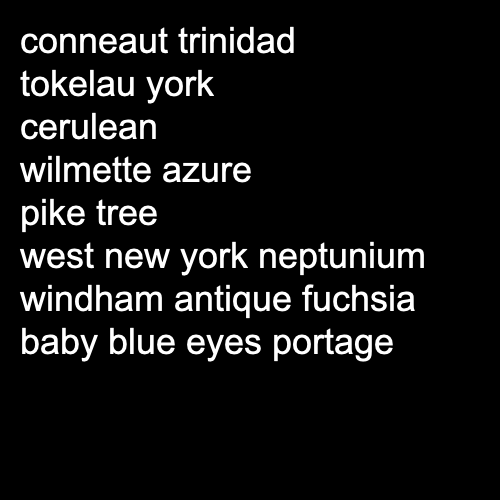 conneaut trinidad
tokelau york
cerulean
wilmette azure
pike tree
west new york neptunium
windham antique fuchsia
baby blue eyes portage